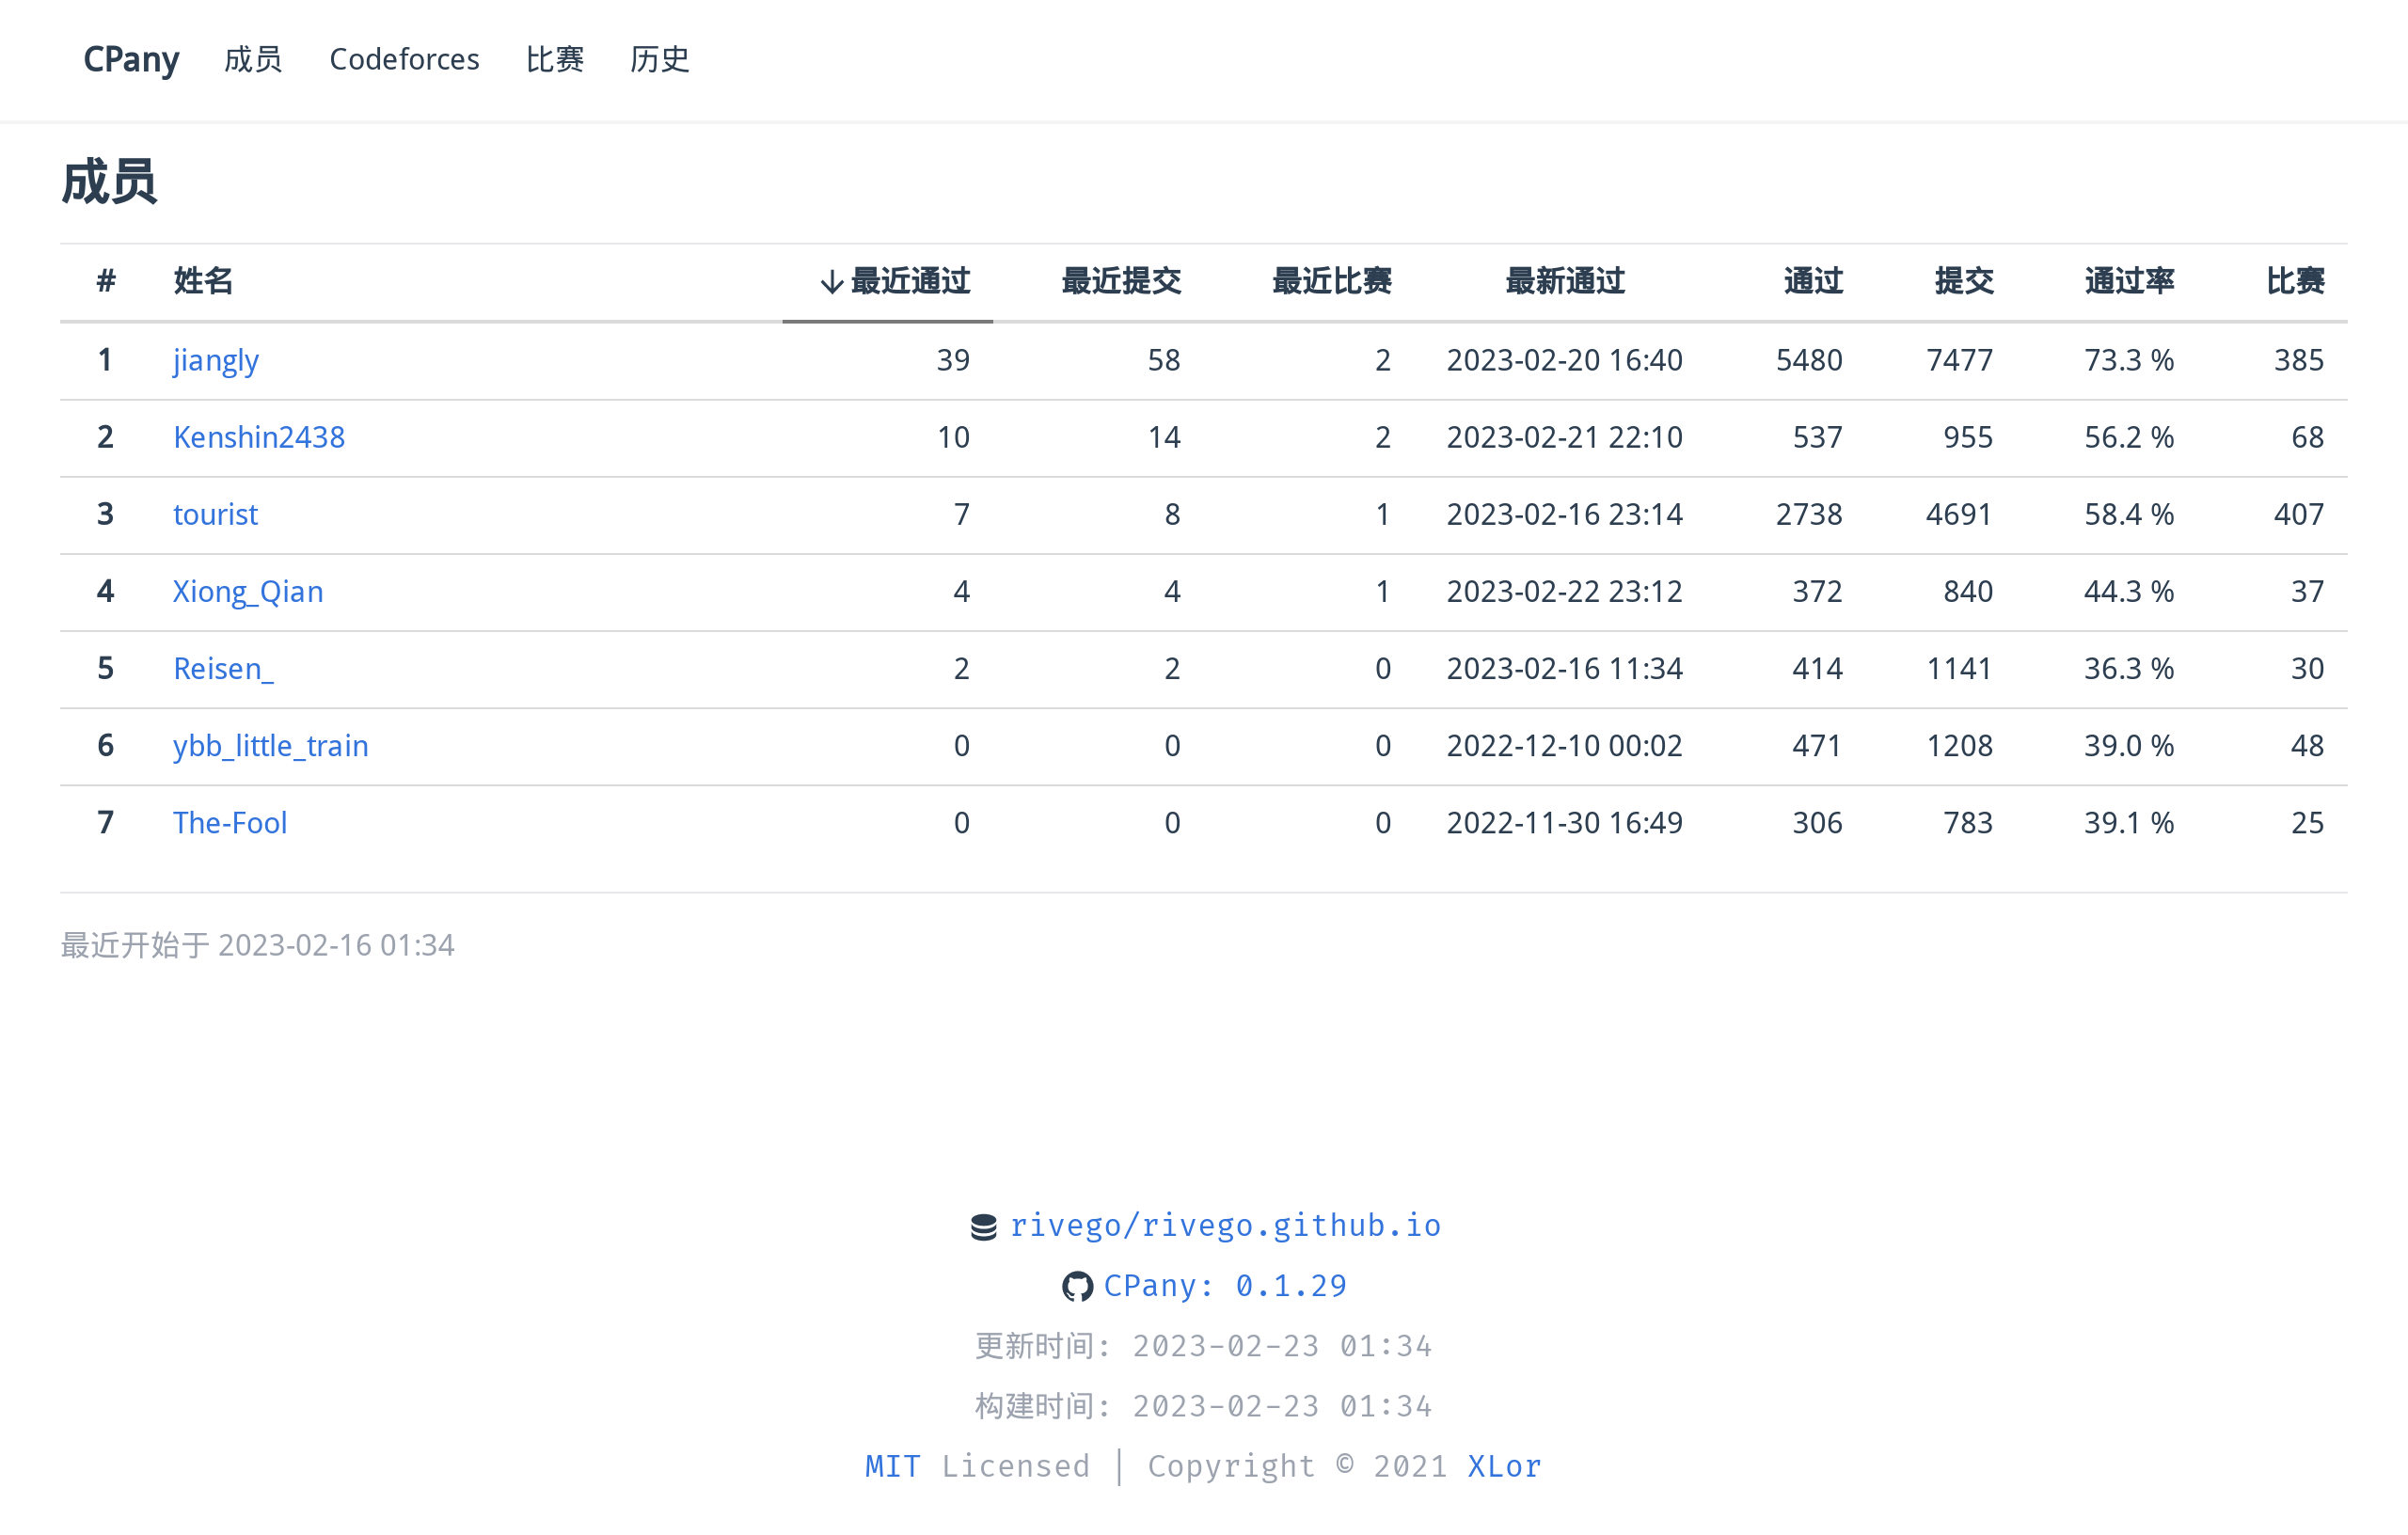 CPany 成员 Codeforces 比赛 历史
成员
# 姓名 ↓最近通过 最近提交 最近比赛 最新通过 通过 提交 通过率 比赛
1 jiangly 39 58 2 2023-02-20 16:40 5480 7477 73.3 % 385
2 Kenshin2438 10 14 2 2023-02-21 22:10 537 955 56.2 % 68
3 tourist 7 8 1 2023-02-16 23:14 2738 4691 58.4 % 407
4 Xiong_Qian 4 4 1 2023-02-22 23:12 372 840 44.3 % 37
5 Reisen_ 2 2 0 2023-02-16 11:34 414 1141 36.3 % 30
6 ybb_little_train 0 0 0 2022-12-10 00:02 471 1208 39.0 % 48
7 The-Fool 0 0 0 2022-11-30 16:49 306 783 39.1 % 25
最近开始于 2023-02-16 01:34
rivego/rivego.github.io
CPany: 0.1.29
更新时间: 2023-02-23 01:34
构建时间: 2023-02-23 01:34
MIT Licensed | Copyright © 2021 XLor